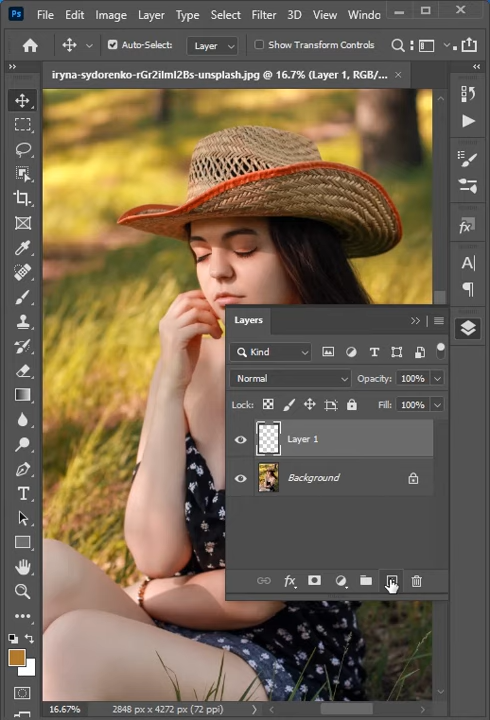 Ps File Edit Image Layer Type Select Filter 3D View Windo
Auto-Select: Layer Show Transform Controls
iryna-sydorenko-rGr2ilmI2Bs-unsplash.jpg @ 16.7% (Layer 1, RGB/...
Layers
Kind
Normal Opacity: 100%
Lock: Fill: 100%
Layer 1
Background
fx
16.67% 2848 px x 4272 px (72 ppi)